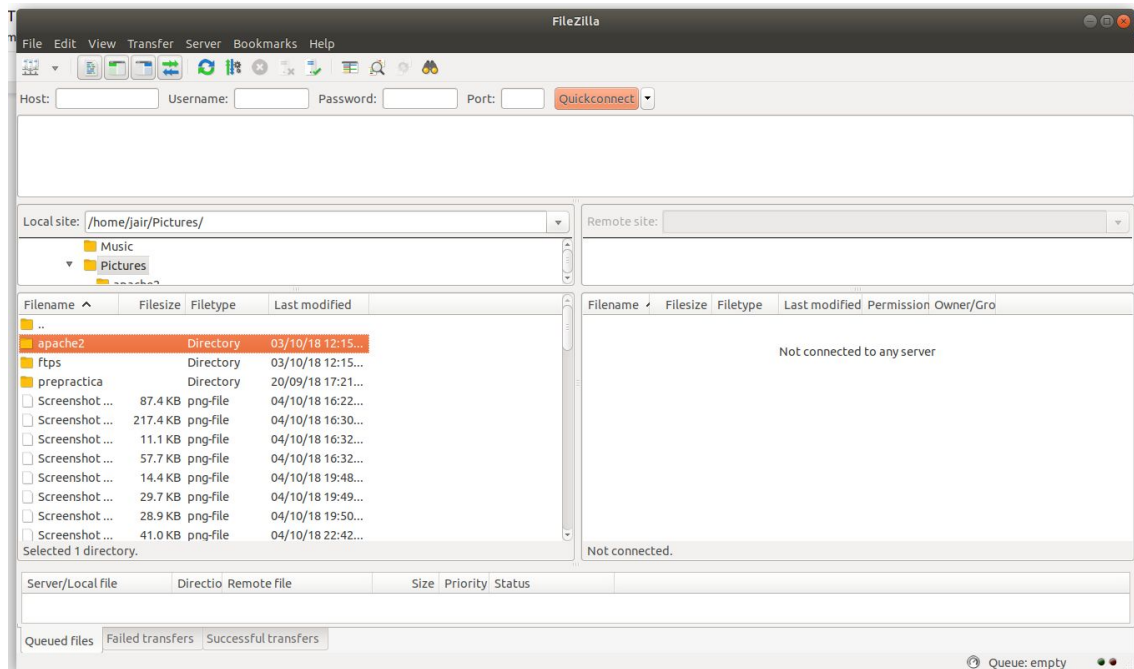 T
FileZilla
m
File Edit View Transfer Server Bookmarks Help
Host: Username: Password: Port: Quickconnect
Local site: /home/jair/Pictures/
Remote site:
Music
Pictures
apache2
Filename Filesize Filetype Last modified
Filename Filesize Filetype Last modified Permission Owner/Gro
..
apache2 Directory 03/10/18 12:15...
Not connected to any server
ftps Directory 03/10/18 12:15...
prepractica Directory 20/09/18 17:21...
Screenshot ... 87.4 KB png-file 04/10/18 16:22...
Screenshot ... 217.4 KB png-file 04/10/18 16:30...
Screenshot ... 11.1 KB png-file 04/10/18 16:32...
Screenshot ... 57.7 KB png-file 04/10/18 16:32...
Screenshot ... 14.4 KB png-file 04/10/18 19:48...
Screenshot ... 29.7 KB png-file 04/10/18 19:49...
Screenshot ... 28.9 KB png-file 04/10/18 19:50...
Screenshot ... 41.0 KB png-file 04/10/18 22:42...
Selected 1 directory.
Not connected.
Server/Local file Directio Remote file Size Priority Status
Queued files Failed transfers Successful transfers
Queue: empty